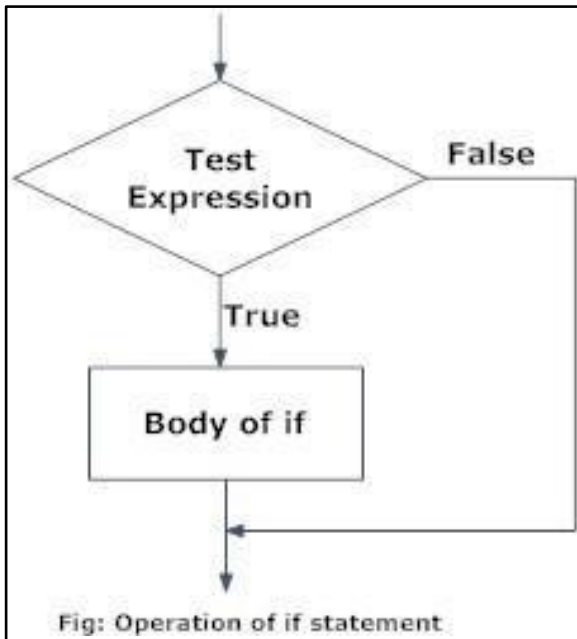 Test
Expression
False
True
Body of if
Fig: Operation of if statement